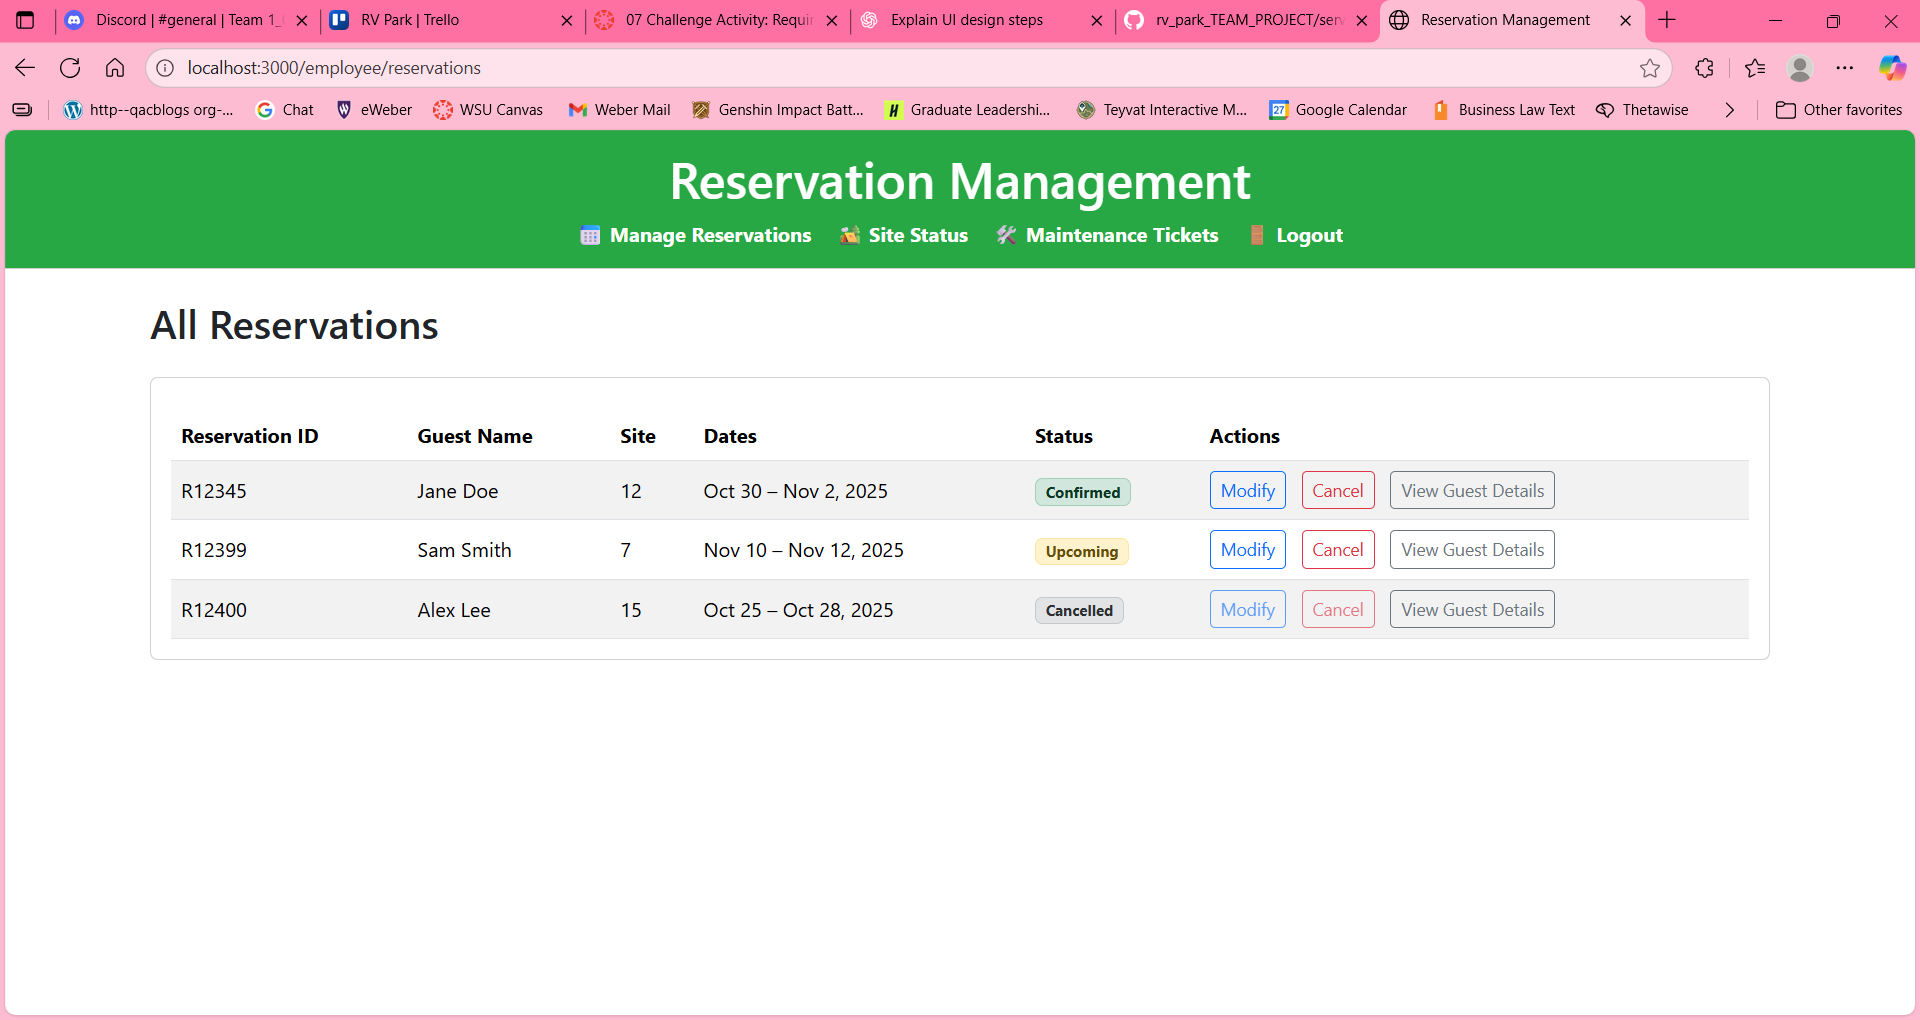 Discord | #general | Team 1_
RV Park | Trello
07 Challenge Activity: Requir
Explain UI design steps
rv_park_TEAM_PROJECT/serv
Reservation Management
localhost:3000/employee/reservations
http--qacblogs org-...
Chat
eWeber
WSU Canvas
Weber Mail
Genshin Impact Batt...
Graduate Leadershi...
Teyvat Interactive M...
27
Google Calendar
Business Law Text
Thetawise
Other favorites
Reservation Management
Manage Reservations
Site Status
Maintenance Tickets
Logout
All Reservations
Reservation ID Guest Name Site Dates Status Actions
R12345 Jane Doe 12 Oct 30 – Nov 2, 2025 Confirmed Modify Cancel View Guest Details
R12399 Sam Smith 7 Nov 10 – Nov 12, 2025 Upcoming Modify Cancel View Guest Details
R12400 Alex Lee 15 Oct 25 – Oct 28, 2025 Cancelled Modify Cancel View Guest Details